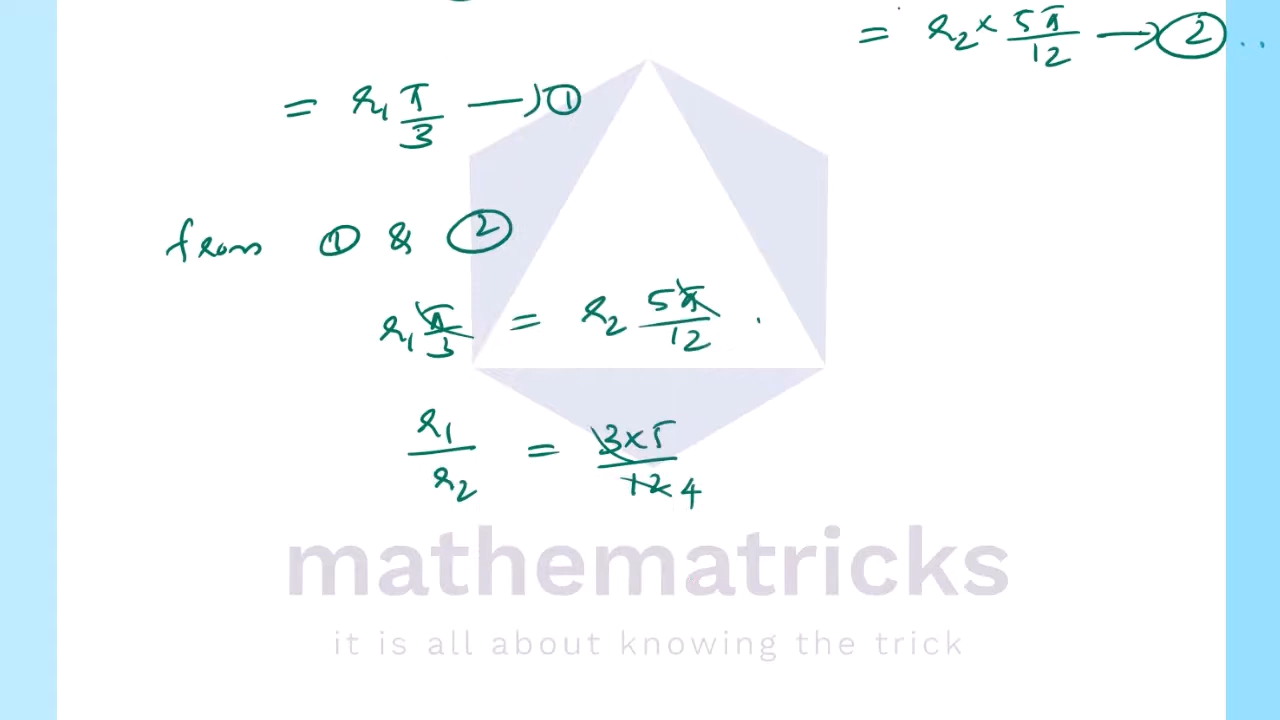 = r₂ × 5π/12 → ② ..
= r₁ π/3 → ①
from ① & ②
r₁ π/3 = r₂ 5π/12 .
r₁/r₂ = 3×5/12 4
mathematricks
it is all about knowing the trick